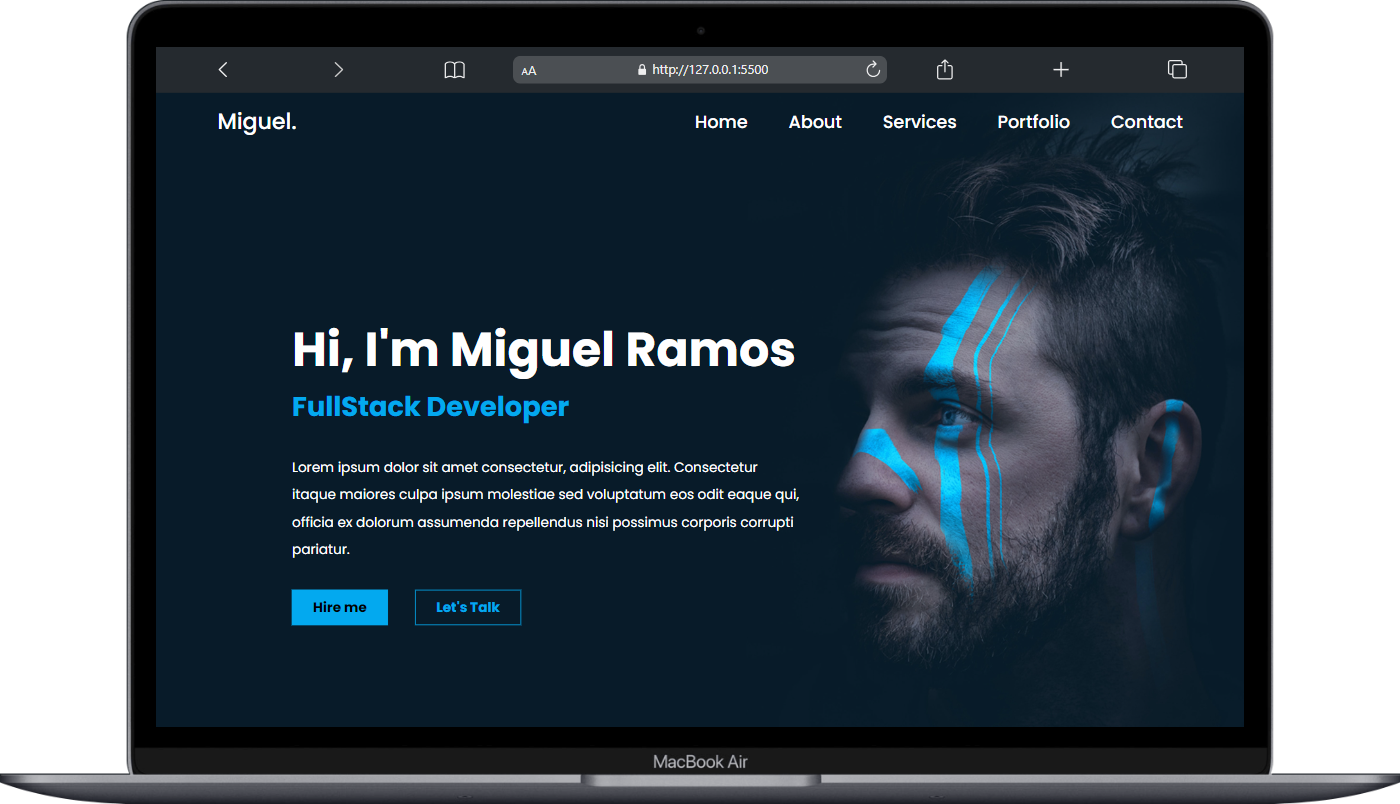 AA http://127.0.0.1:5500
Miguel. Home About Services Portfolio Contact
Hi, I'm Miguel Ramos
FullStack Developer
Lorem ipsum dolor sit amet consectetur, adipisicing elit. Consectetur
itaque maiores culpa ipsum molestiae sed voluptatum eos odit eaque qui,
officia ex dolorum assumenda repellendus nisi possimus corporis corrupti
pariatur.
Hire me Let's Talk
MacBook Air